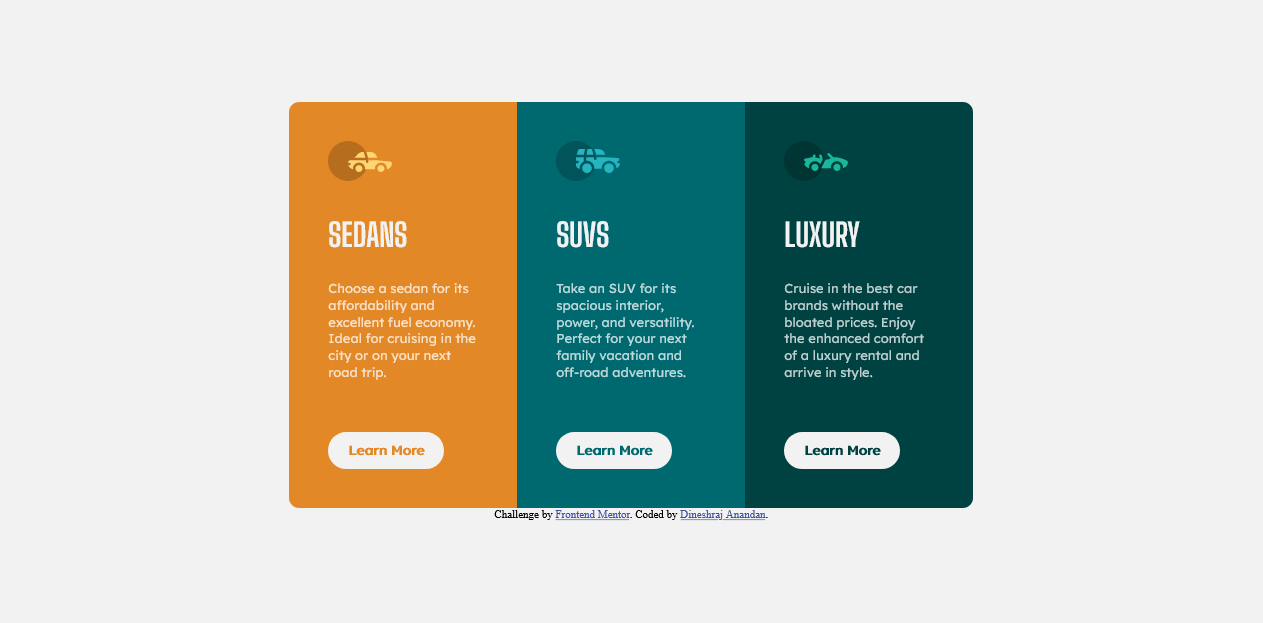 SEDANS
Choose a sedan for its
affordability and
excellent fuel economy.
Ideal for cruising in the
city or on your next
road trip.
Learn More
SUVS
Take an SUV for its
spacious interior,
power, and versatility.
Perfect for your next
family vacation and
off-road adventures.
Learn More
LUXURY
Cruise in the best car
brands without the
bloated prices. Enjoy
the enhanced comfort
of a luxury rental and
arrive in style.
Learn More
Challenge by Frontend Mentor. Coded by Dineshraj Anandan.